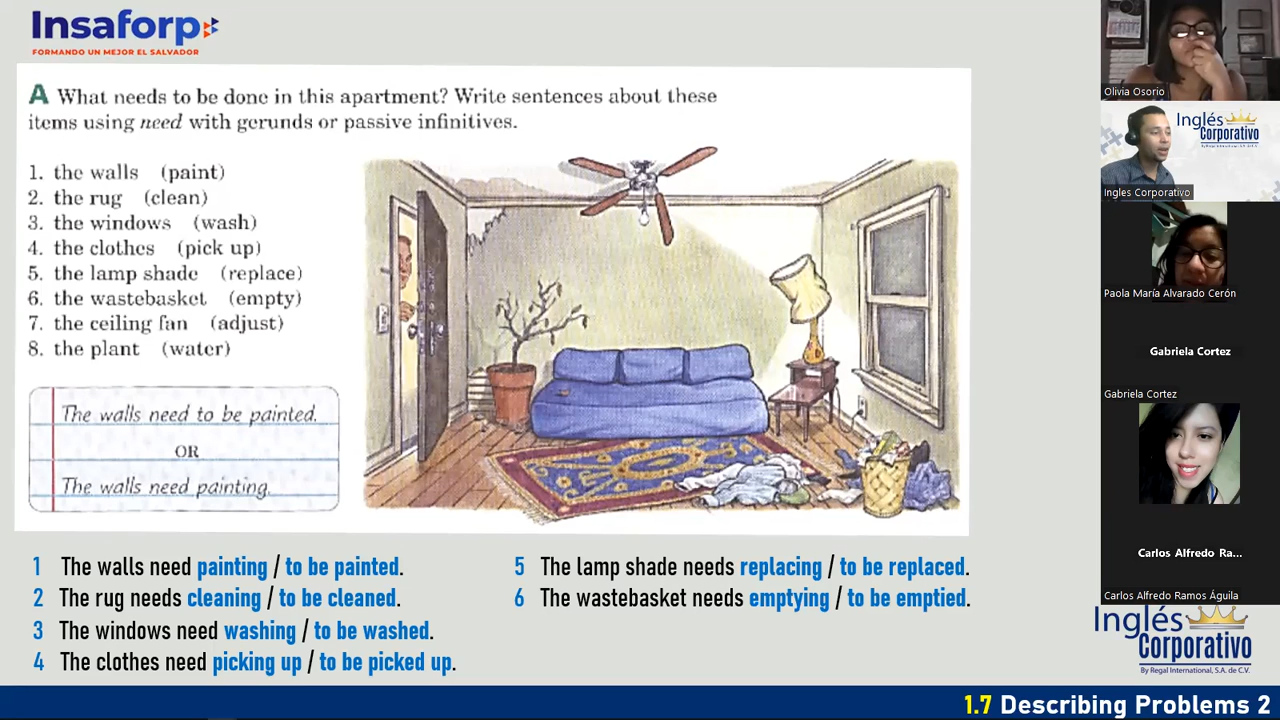 Insaforp
FORMANDO UN MEJOR EL SALVADOR
A What needs to be done in this apartment? Write sentences about these
items using need with gerunds or passive infinitives.
1. the walls (paint)
2. the rug (clean)
3. the windows (wash)
4. the clothes (pick up)
5. the lamp shade (replace)
6. the wastebasket (empty)
7. the ceiling fan (adjust)
8. the plant (water)
The walls need to be painted.
OR
The walls need painting.
1 The walls need painting / to be painted.
2 The rug needs cleaning / to be cleaned.
3 The windows need washing / to be washed.
4 The clothes need picking up / to be picked up.
5 The lamp shade needs replacing / to be replaced.
6 The wastebasket needs emptying / to be emptied.
1.7 Describing Problems 2
Olivia Osorio
Inglés
Corporativo
By Regal International, S.A. de C.V.
Ingles Corporativo
Paola María Alvarado Cerón
Gabriela Cortez
Gabriela Cortez
Carlos Alfredo Ra...
Carlos Alfredo Ramos Águila
Inglés
Corporativo
By Regal International, S.A. de C.V.